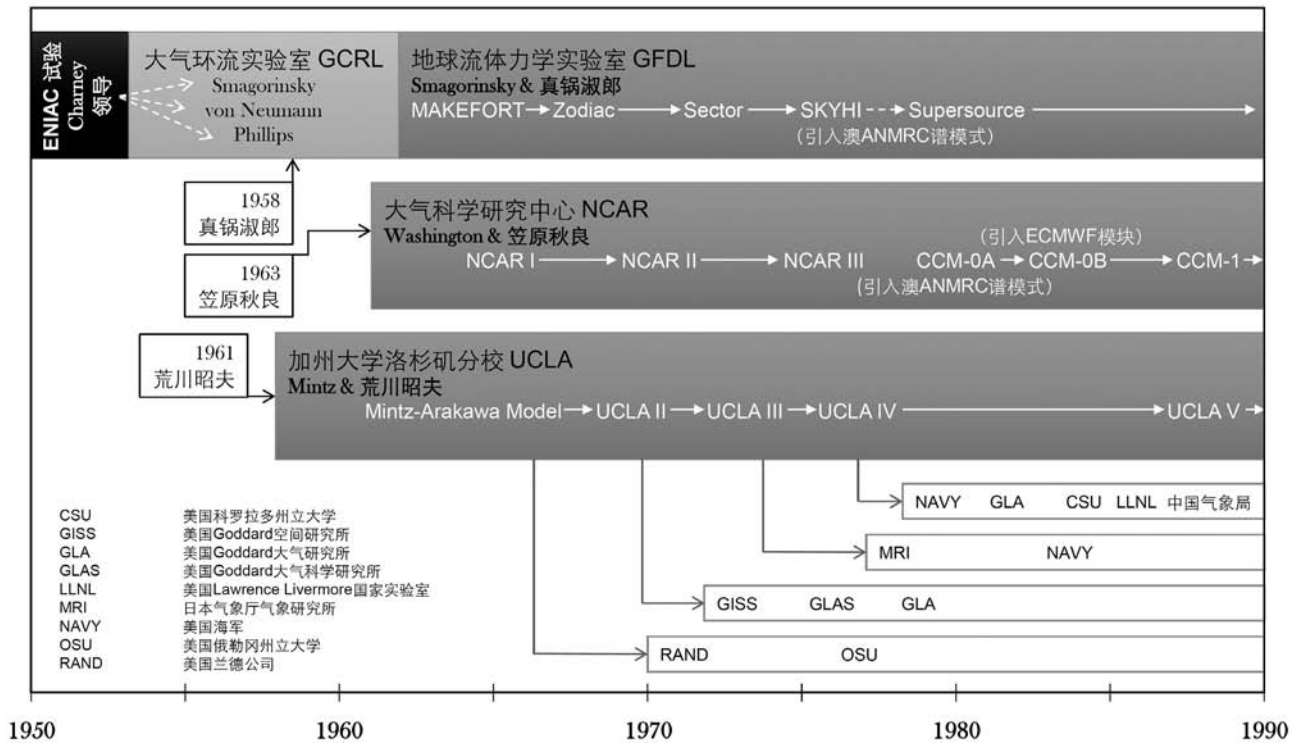 ENIAC 试验
Charney
领导
大气环流实验室 GCRL
Smagorinsky
von Neumann
Phillips
地球流体力学实验室 GFDL
Smagorinsky & 真锅淑郎
MAKEFORT Zodiac Sector SKYHI Supersource
(引入澳ANMRC谱模式)
1958
真锅淑郎
1963
笠原秋良
大气科学研究中心 NCAR
Washington & 笠原秋良
(引入ECMWF模块)
NCAR I NCAR II NCAR III CCM-0A CCM-0B CCM-1
(引入澳ANMRC谱模式)
1961
荒川昭夫
加州大学洛杉矶分校 UCLA
Mintz & 荒川昭夫
Mintz-Arakawa Model UCLA II UCLA III UCLA IV UCLA V
NAVY GLA CSU LLNL 中国气象局
MRI NAVY
GISS GLAS GLA
RAND OSU
CSU 美国科罗拉多州立大学
GISS 美国Goddard空间研究所
GLA 美国Goddard大气研究所
GLAS 美国Goddard大气科学研究所
LLNL 美国Lawrence Livermore国家实验室
MRI 日本气象厅气象研究所
NAVY 美国海军
OSU 美国俄勒冈州立大学
RAND 美国兰德公司
1950 1960 1970 1980 1990